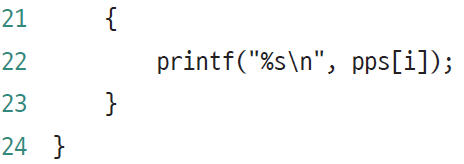 21    {
22        printf("%s\n", pps[i]);
23    }
24 }